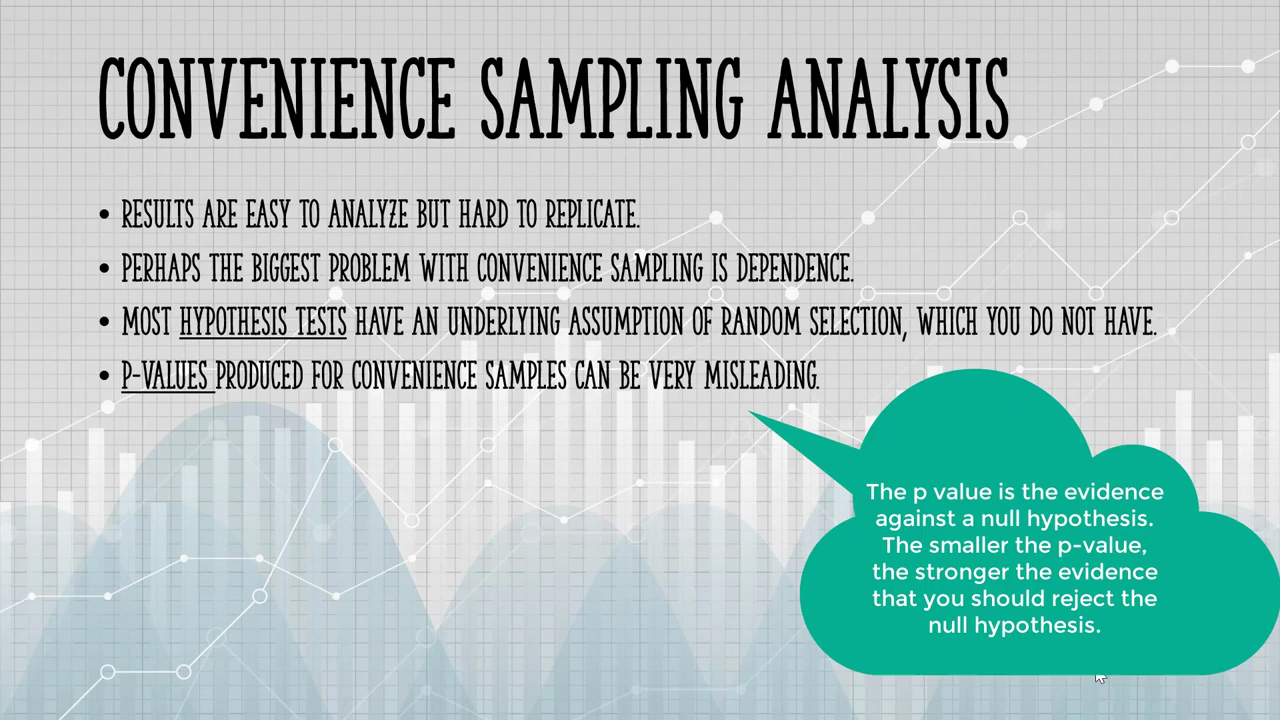 CONVENIENCE SAMPLING ANALYSIS
• RESULTS ARE EASY TO ANALYZE BUT HARD TO REPLICATE.
• PERHAPS THE BIGGEST PROBLEM WITH CONVENIENCE SAMPLING IS DEPENDENCE.
• MOST HYPOTHESIS TESTS HAVE AN UNDERLYING ASSUMPTION OF RANDOM SELECTION, WHICH YOU DO NOT HAVE.
• P-VALUES PRODUCED FOR CONVENIENCE SAMPLES CAN BE VERY MISLEADING.
The p value is the evidence
against a null hypothesis.
The smaller the p-value,
the stronger the evidence
that you should reject the
null hypothesis.